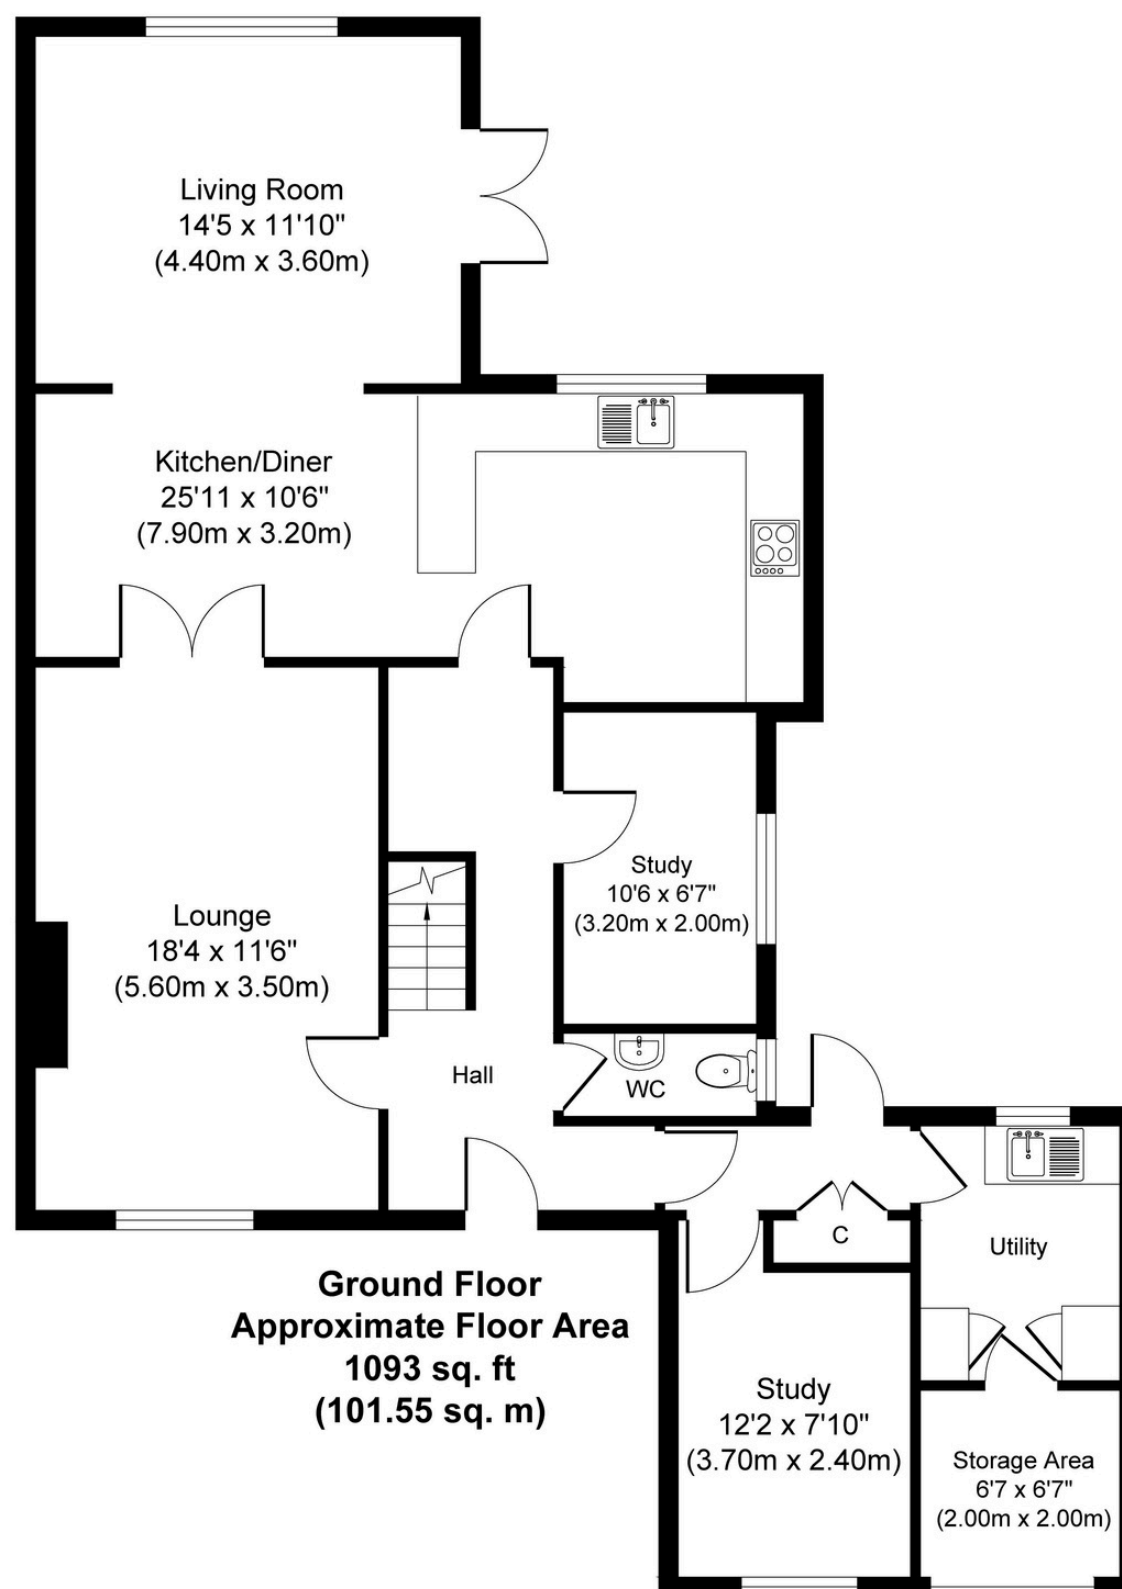 Living Room
14'5 x 11'10"
(4.40m x 3.60m)
Kitchen/Diner
25'11 x 10'6"
(7.90m x 3.20m)
Study
10'6 x 6'7"
(3.20m x 2.00m)
Lounge
18'4 x 11'6"
(5.60m x 3.50m)
Hall
WC
C
Utility
Ground Floor
Approximate Floor Area
1093 sq. ft
(101.55 sq. m)
Study
12'2 x 7'10"
(3.70m x 2.40m)
Storage Area
6'7 x 6'7"
(2.00m x 2.00m)